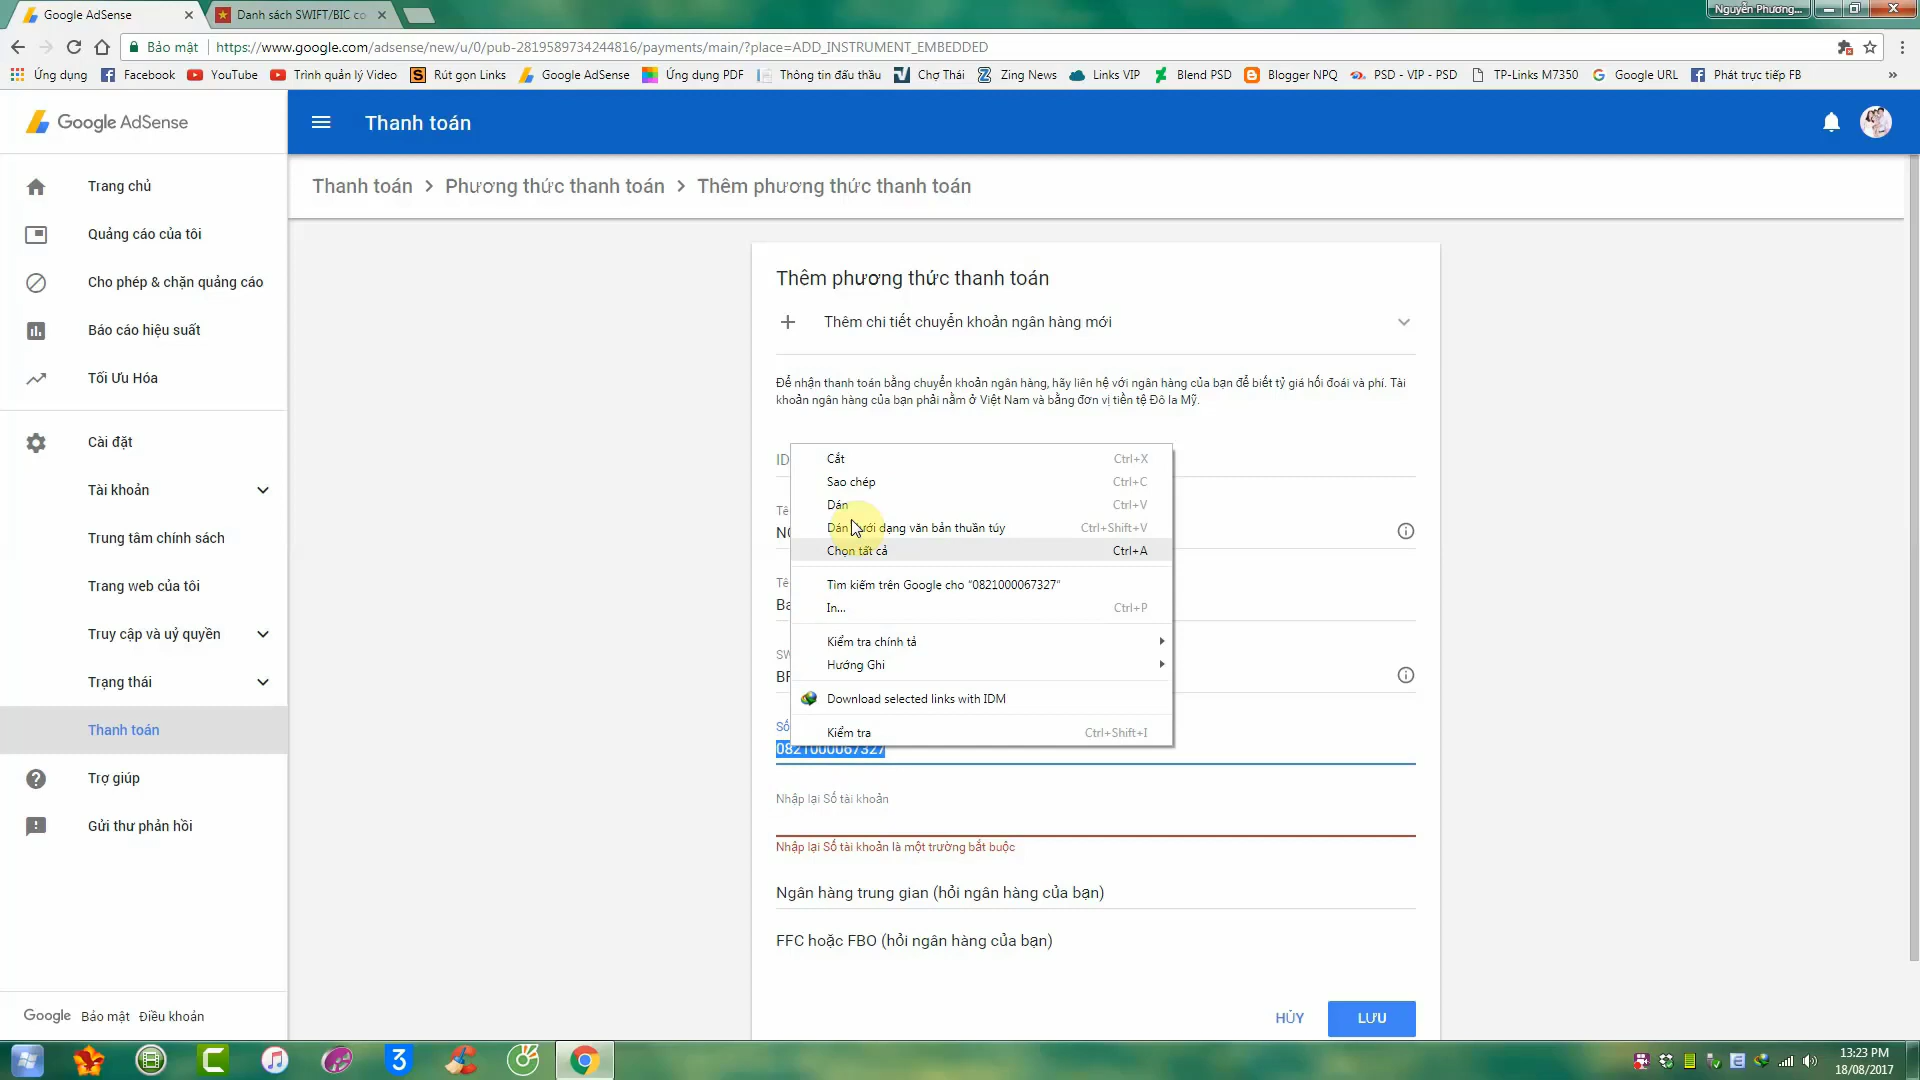 Google AdSense
Danh sách SWIFT/BIC co
Nguyễn Phương...
Bảo mật
https://www.google.com/adsense/new/u/0/pub-2819589734244816/payments/main/?place=ADD_INSTRUMENT_EMBEDDED
Ứng dụng
Facebook
YouTube
Trình quản lý Video
Rút gọn Links
Google AdSense
Ứng dụng PDF
Thông tin đấu thầu
Chợ Thái
Zing News
Links VIP
Blend PSD
Blogger NPQ
PSD - VIP - PSD
TP-Links M7350
Google URL
Phát trực tiếp FB
Google AdSense
Thanh toán
Trang chủ
Quảng cáo của tôi
Cho phép & chặn quảng cáo
Báo cáo hiệu suất
Tối Ưu Hóa
Cài đặt
Tài khoản
Trung tâm chính sách
Trang web của tôi
Truy cập và uỷ quyền
Trạng thái
Thanh toán
Trợ giúp
Gửi thư phản hồi
Google Bảo mật Điều khoản
Thanh toán > Phương thức thanh toán > Thêm phương thức thanh toán
Thêm phương thức thanh toán
Thêm chi tiết chuyển khoản ngân hàng mới
Để nhận thanh toán bằng chuyển khoản ngân hàng, hãy liên hệ với ngân hàng của bạn để biết tỷ giá hối đoái và phí. Tài
khoản ngân hàng của bạn phải nằm ở Việt Nam và bằng đơn vị tiền tệ Đô la Mỹ.
ID
Cắt Ctrl+X
Sao chép Ctrl+C
Dán Ctrl+V
Dán dưới dạng văn bản thuần túy Ctrl+Shift+V
Chọn tất cả Ctrl+A
Tìm kiếm trên Google cho “0821000067327”
In... Ctrl+P
Kiểm tra chính tả
Hướng Ghi
Download selected links with IDM
Kiểm tra Ctrl+Shift+I
Số
0821000067327
Nhập lại Số tài khoản
Nhập lại Số tài khoản là một trường bắt buộc
Ngân hàng trung gian (hỏi ngân hàng của bạn)
FFC hoặc FBO (hỏi ngân hàng của bạn)
HỦY
LƯU
13:23 PM
18/08/2017